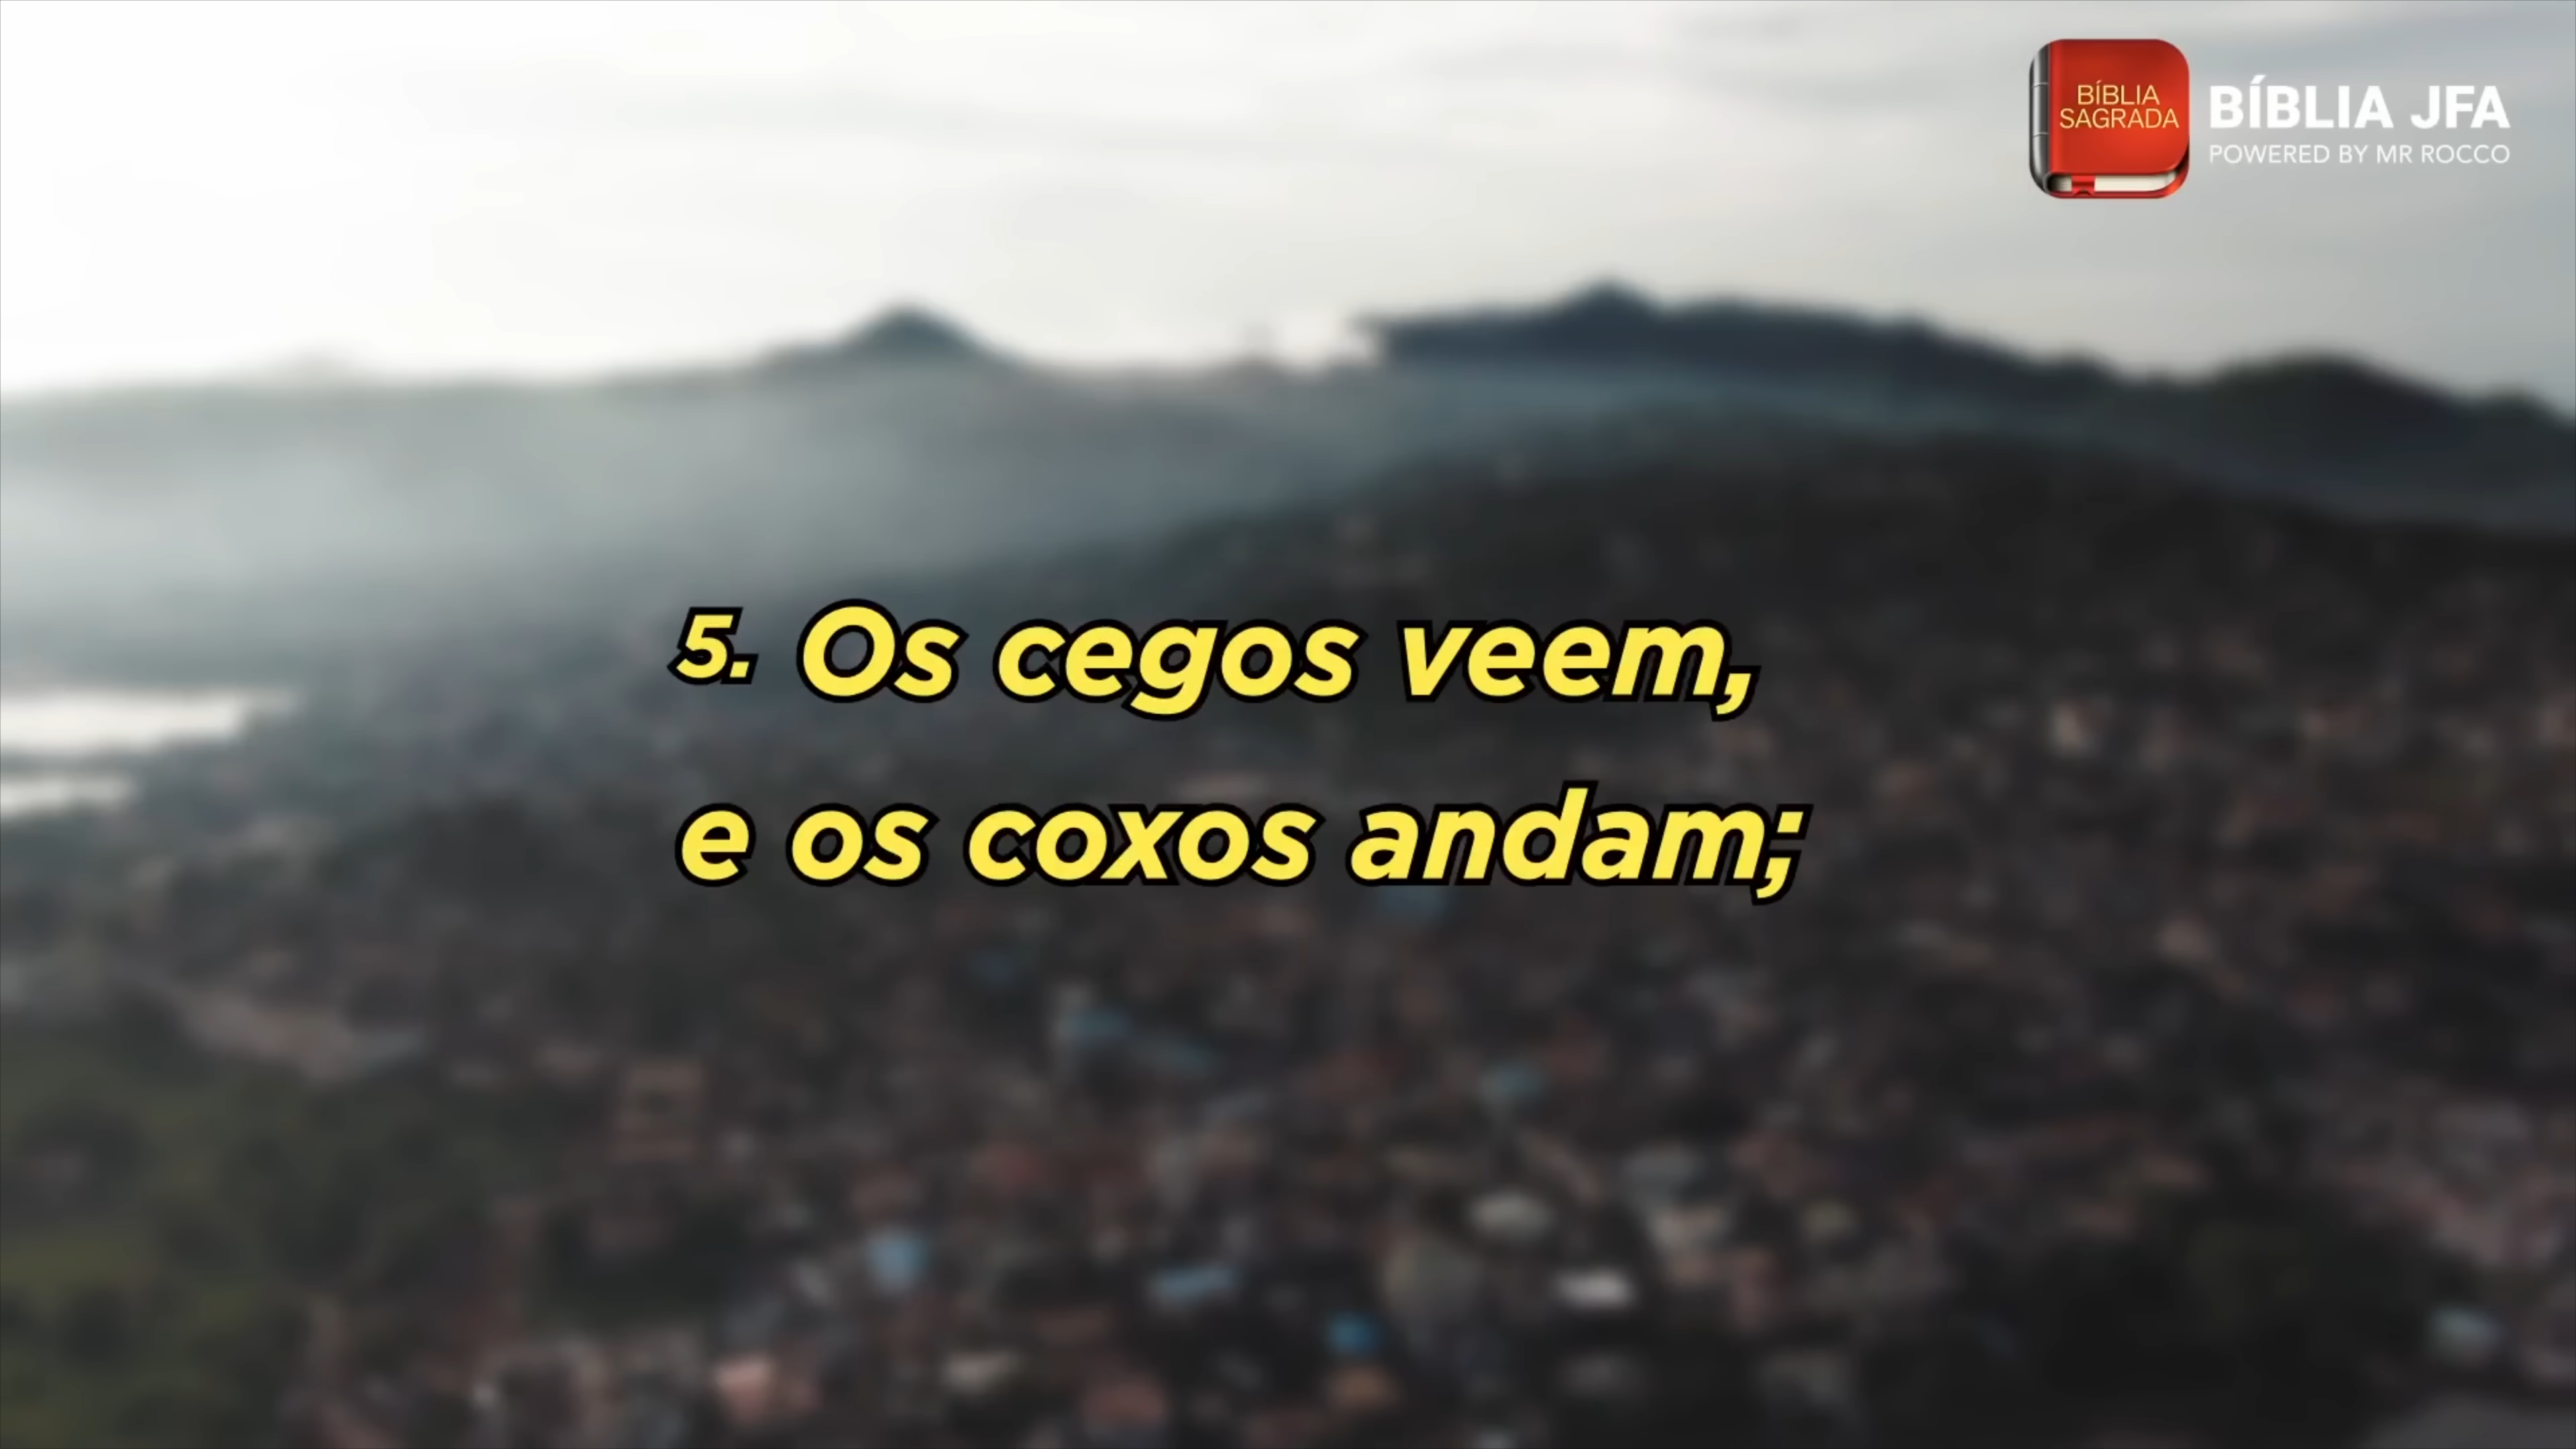 BÍBLIA
SAGRADA
BÍBLIA JFA
POWERED BY MR ROCCO
5. Os cegos veem,
e os coxos andam;